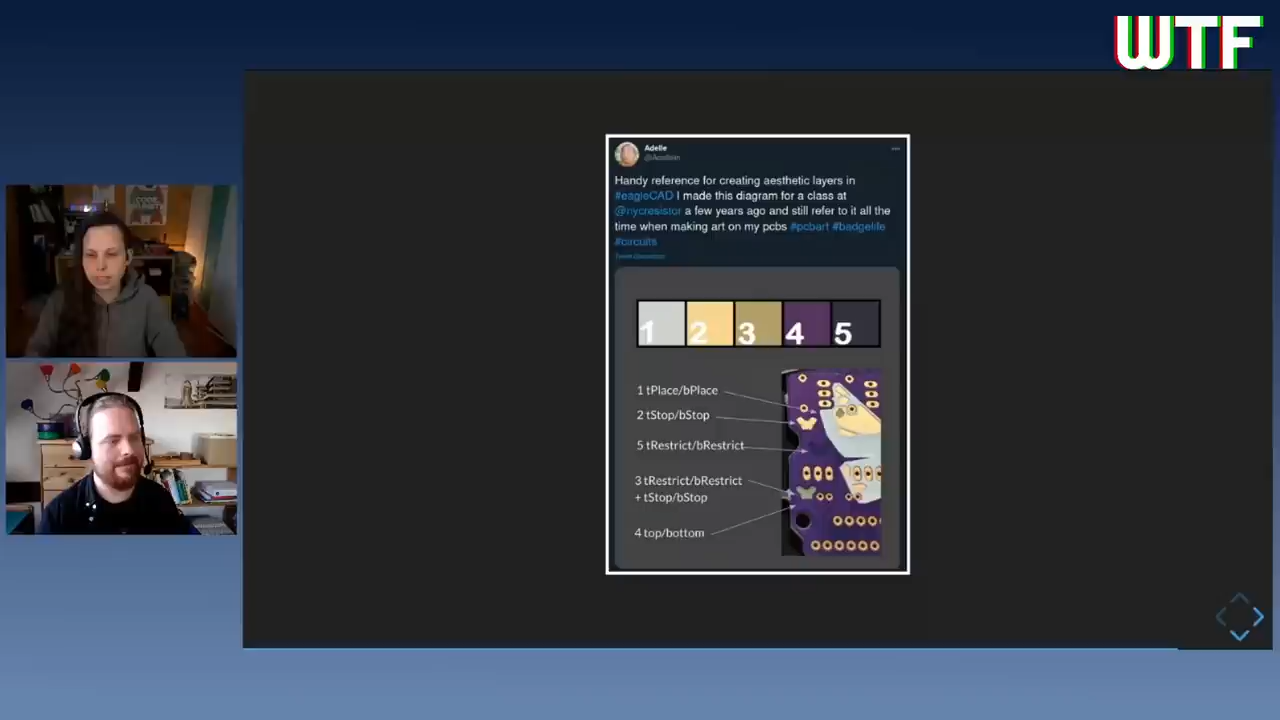 WTF
Adelle
Handy reference for creating aesthetic layers in
#eagleCAD I made this diagram for a class at
@nycresistor a few years ago and still refer to it all the
time when making art on my pcbs #pcbart #badgelife
#circuits
1 2 3 4 5
1 tPlace/bPlace
2 tStop/bStop
5 tRestrict/bRestrict
3 tRestrict/bRestrict
+ tStop/bStop
4 top/bottom